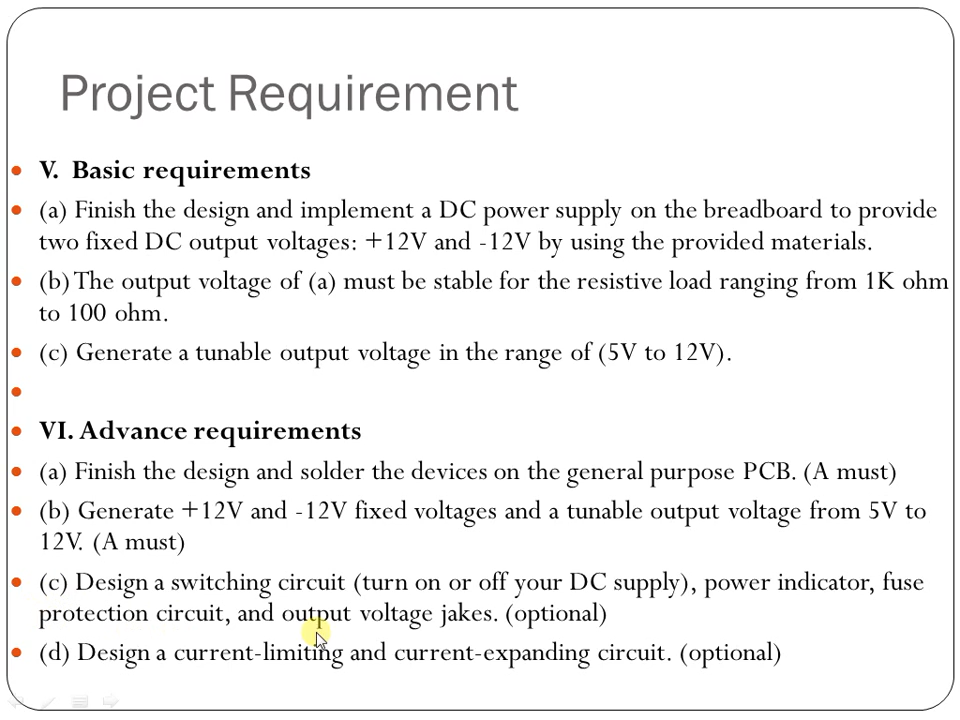 Project Requirement
V. Basic requirements
(a) Finish the design and implement a DC power supply on the breadboard to provide
two fixed DC output voltages: +12V and -12V by using the provided materials.
(b) The output voltage of (a) must be stable for the resistive load ranging from 1K ohm
to 100 ohm.
(c) Generate a tunable output voltage in the range of (5V to 12V).
VI. Advance requirements
(a) Finish the design and solder the devices on the general purpose PCB. (A must)
(b) Generate +12V and -12V fixed voltages and a tunable output voltage from 5V to
12V. (A must)
(c) Design a switching circuit (turn on or off your DC supply), power indicator, fuse
protection circuit, and output voltage jakes. (optional)
(d) Design a current-limiting and current-expanding circuit. (optional)